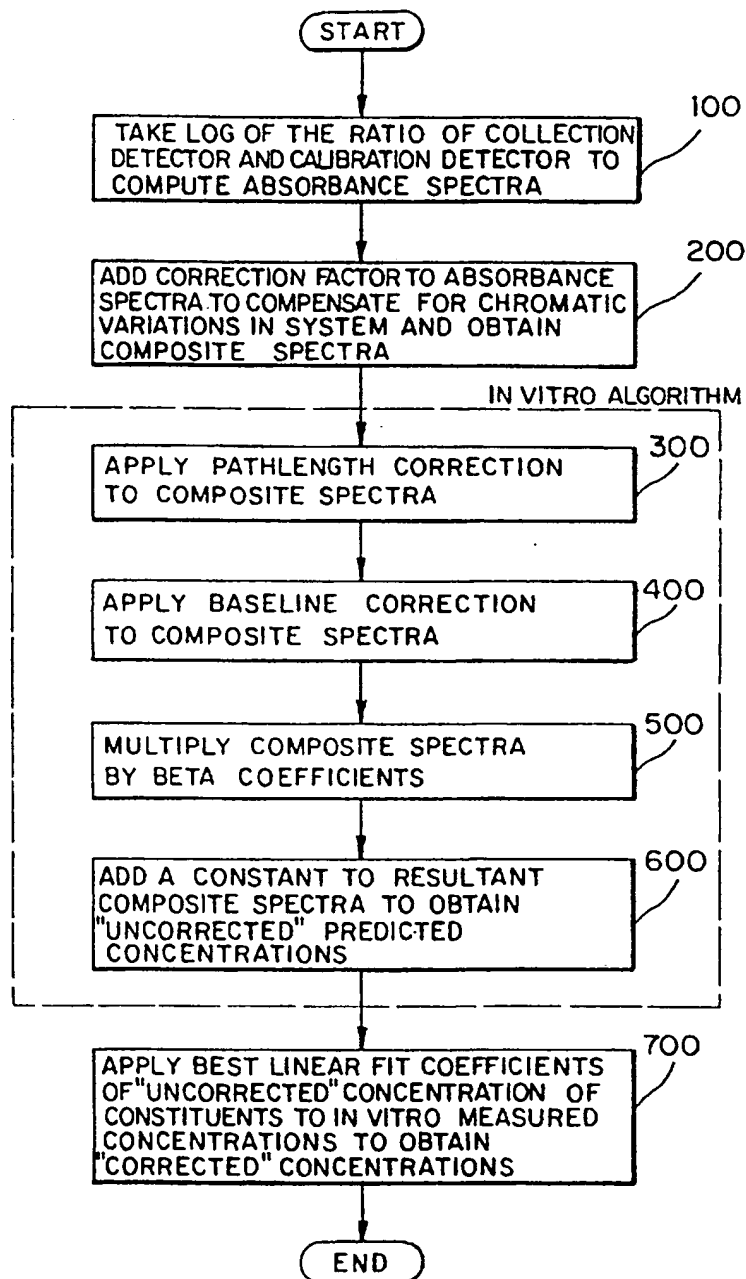 START
100
TAKE LOG OF THE RATIO OF COLLECTION
DETECTOR AND CALIBRATION DETECTOR TO
COMPUTE ABSORBANCE SPECTRA
200
ADD CORRECTION FACTOR TO ABSORBANCE
SPECTRA TO COMPENSATE FOR CHROMATIC
VARIATIONS IN SYSTEM AND OBTAIN
COMPOSITE SPECTRA
IN VITRO ALGORITHM
300
APPLY PATHLENGTH CORRECTION
TO COMPOSITE SPECTRA
400
APPLY BASELINE CORRECTION
TO COMPOSITE SPECTRA
500
MULTIPLY COMPOSITE SPECTRA
BY BETA COEFFICIENTS
600
ADD A CONSTANT TO RESULTANT
COMPOSITE SPECTRA TO OBTAIN
"UNCORRECTED" PREDICTED
CONCENTRATIONS
700
APPLY BEST LINEAR FIT COEFFICIENTS
OF "UNCORRECTED" CONCENTRATION OF
CONSTITUENTS TO IN VITRO MEASURED
CONCENTRATIONS TO OBTAIN
"CORRECTED" CONCENTRATIONS
END